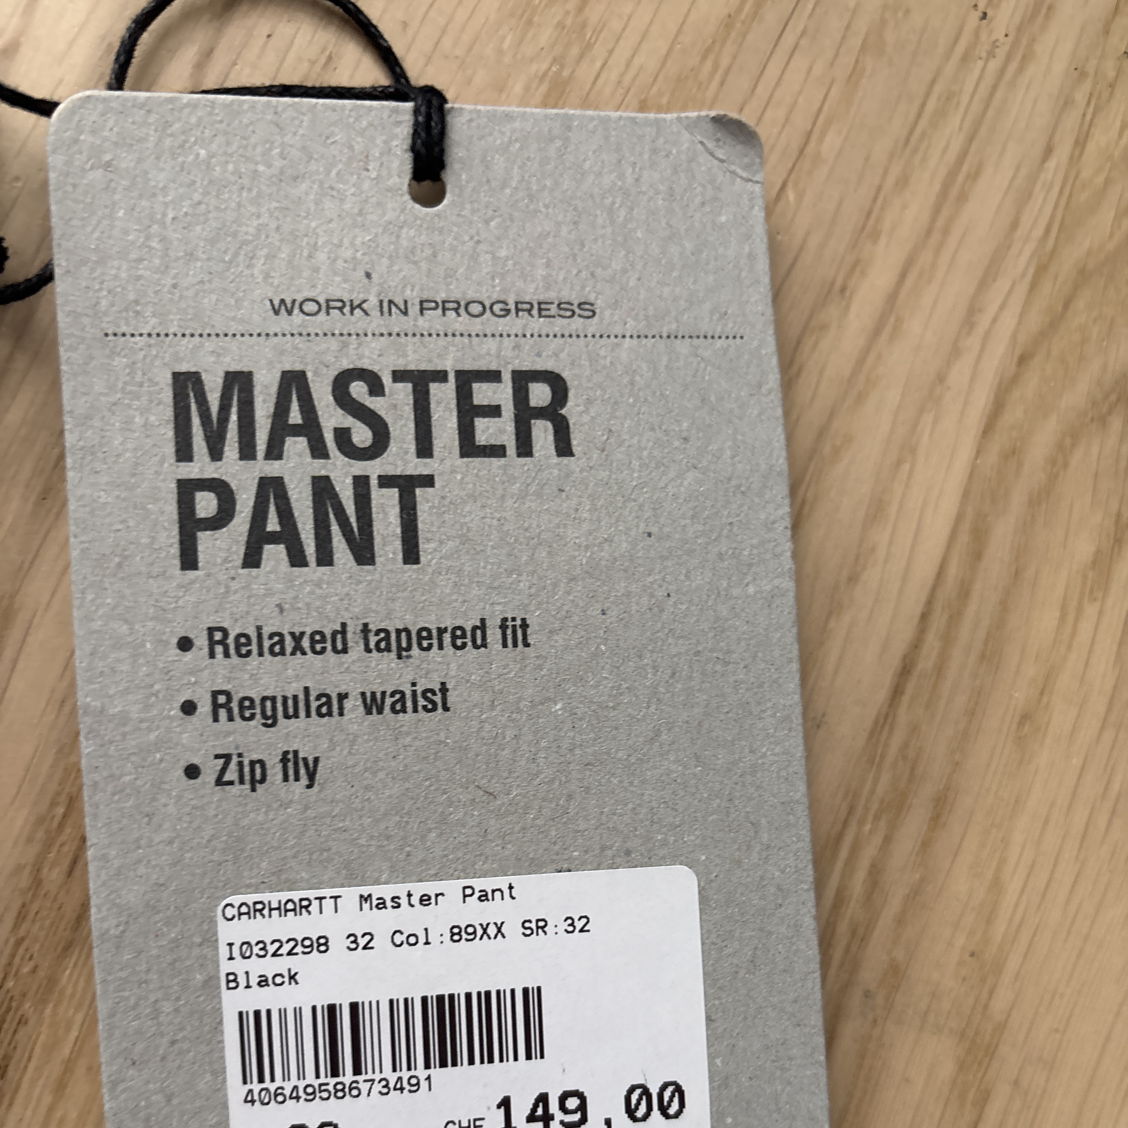 WORK IN PROGRESS
MASTER
PANT
• Relaxed tapered fit
• Regular waist
• Zip fly
CARHARTT Master Pant
I032298 32 Col:89XX SR:32
Black
4064958673491
CHF 149,00